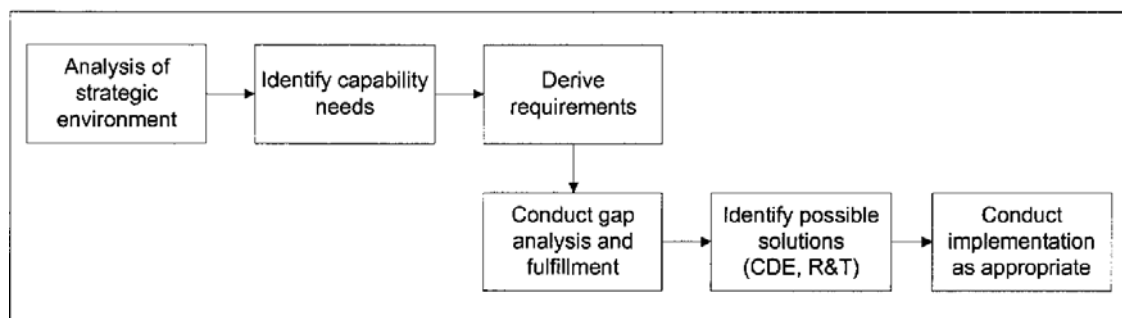 Analysis of
strategic
environment
Identify capability
needs
Derive
requirements
Conduct gap
analysis and
fulfillment
Identify possible
solutions
(CDE, R&T)
Conduct
implementation
as appropriate